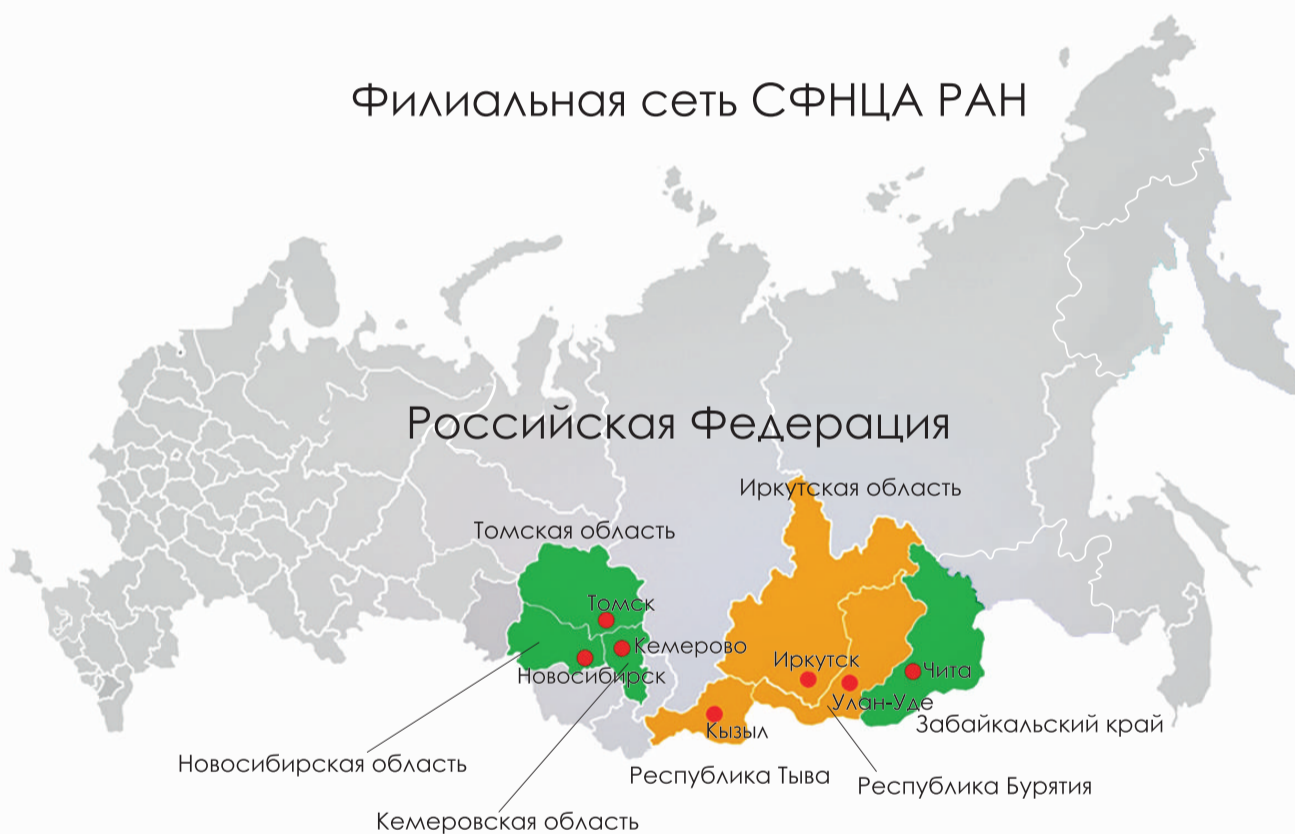 Филиальная сеть СФНЦА РАН
Российская Федерация
Иркутская область
Томская область
Томск
Кемерово
Новосибирск
Иркутск
Чита
Улан-Уде
Забайкальский край
Кызыл
Новосибирская область
Республика Тыва
Республика Бурятия
Кемеровская область